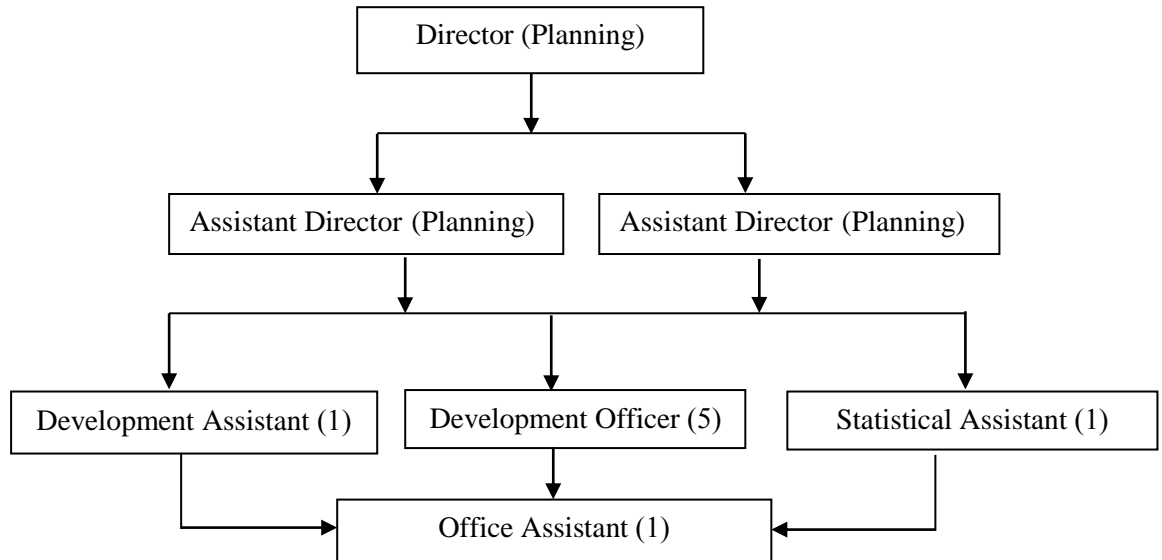 Director (Planning)
Assistant Director (Planning)
Assistant Director (Planning)
Development Assistant (1)
Development Officer (5)
Statistical Assistant (1)
Office Assistant (1)